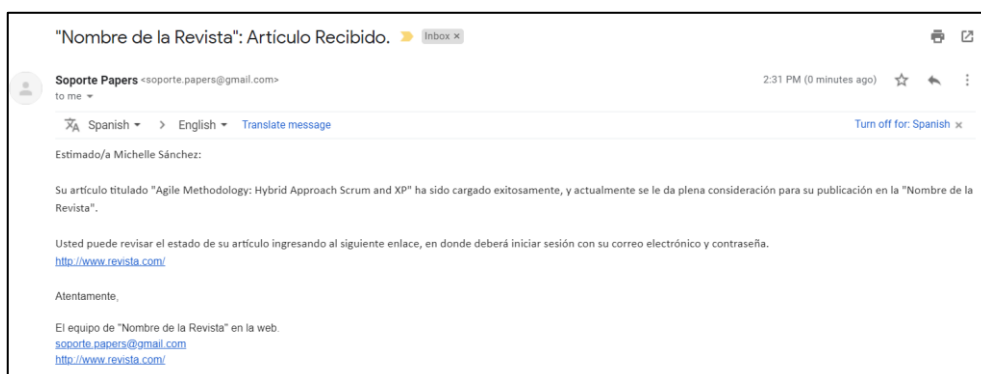 "Nombre de la Revista": Artículo Recibido. Inbox ×
Soporte Papers <soporte.papers@gmail.com> 2:31 PM (0 minutes ago)
to me
Spanish > English Translate message Turn off for: Spanish ×
Estimado/a Michelle Sánchez:
Su artículo titulado "Agile Methodology: Hybrid Approach Scrum and XP" ha sido cargado exitosamente, y actualmente se le da plena consideración para su publicación en la "Nombre de la
Revista".
Usted puede revisar el estado de su artículo ingresando al siguiente enlace, en donde deberá iniciar sesión con su correo electrónico y contraseña.
http://www.revista.com/
Atentamente,
El equipo de "Nombre de la Revista" en la web.
soporte.papers@gmail.com
http://www.revista.com/